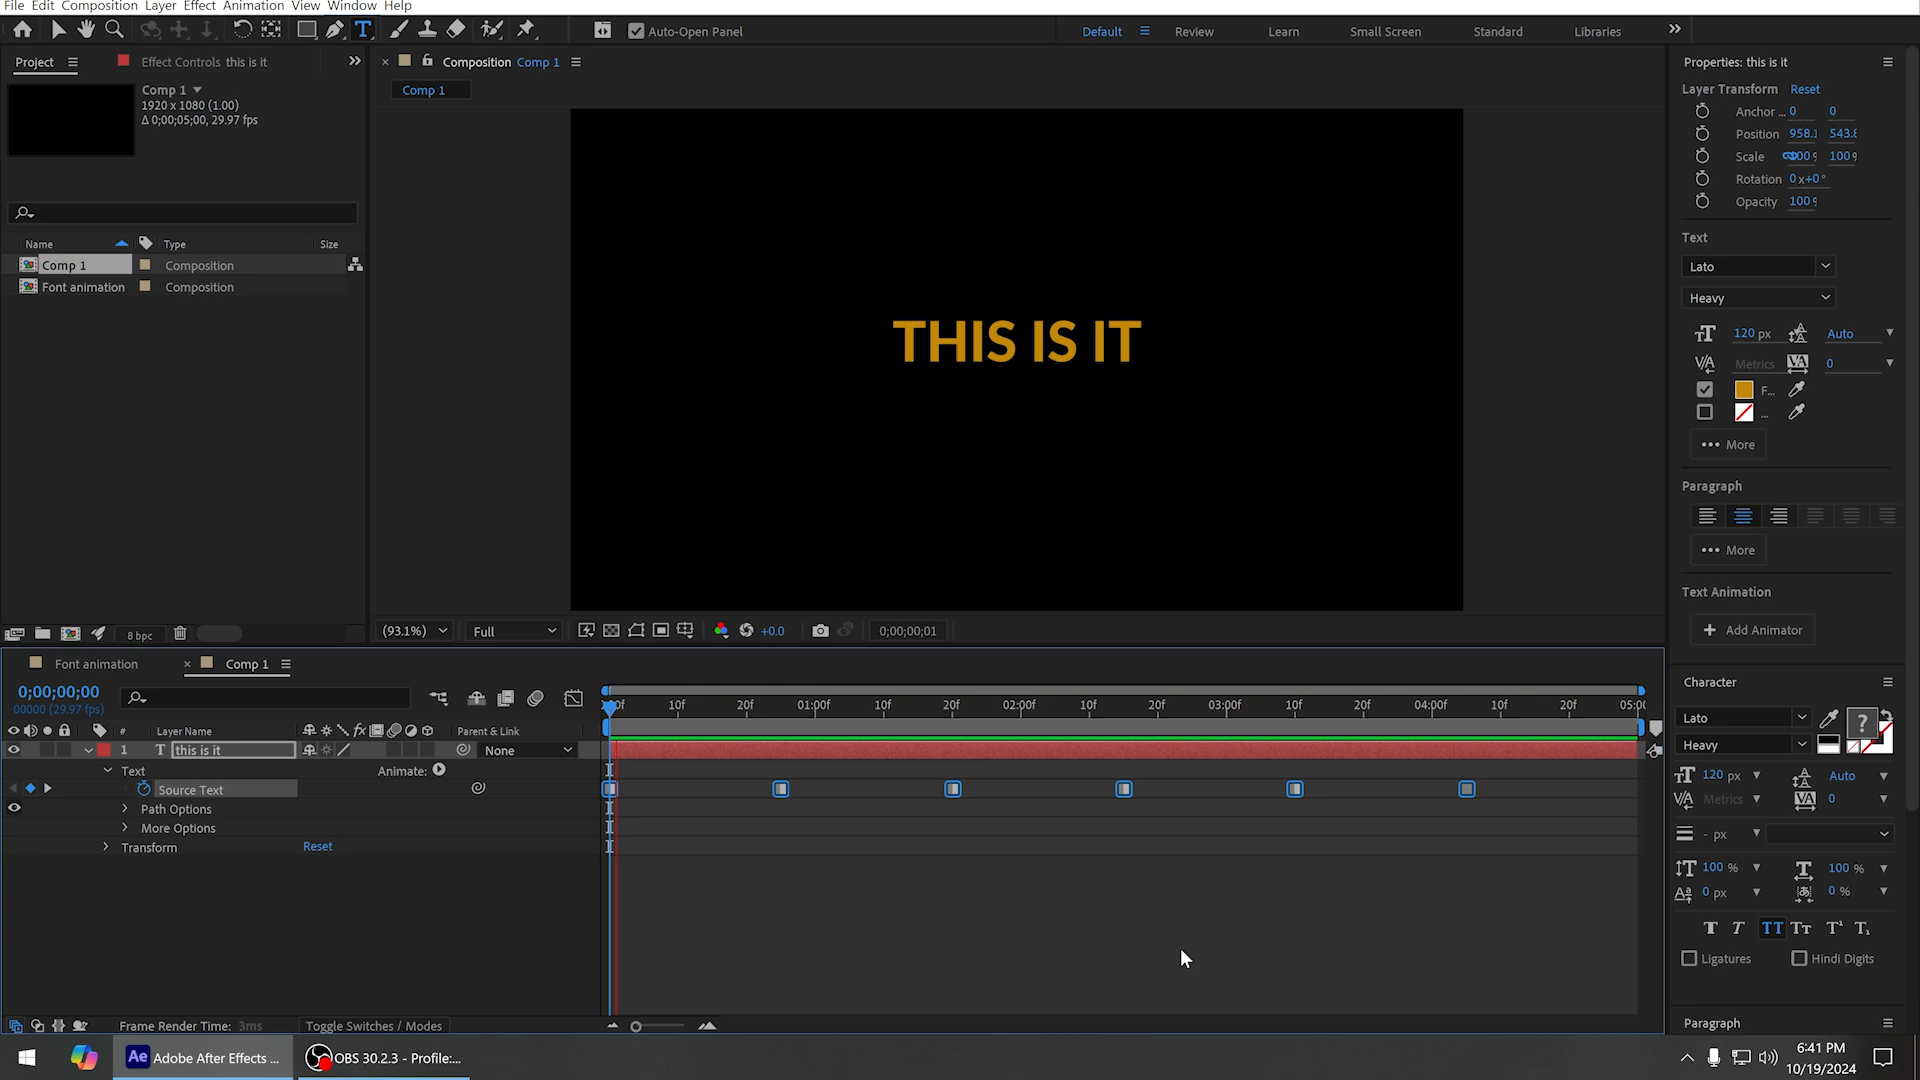 File Edit Composition Layer Effect Animation View Window Help
Auto-Open Panel
Default Review Learn Small Screen Standard Libraries
Project Effect Controls this is it
Composition Comp 1
Comp 1
Comp 1
1920 x 1080 (1.00)
Δ 0;00;05;00, 29.97 fps
Name Type Size
Comp 1 Composition
Font animation Composition
8 bpc
THIS IS IT
(93.1%) Full +0.0 0;00;00;01
Properties: this is it
Layer Transform Reset
Anchor ... 0 0
Position 958.1 543.8
Scale 100% 100%
Rotation 0x+0°
Opacity 100%
Text
Lato
Heavy
120 px Auto
Metrics 0
F...
...
More
Paragraph
More
Text Animation
+ Add Animator
Character
Lato
Heavy
120 px Auto
Metrics 0
- px
100 % 100 %
0 px 0 %
T T TT Tт T¹ T₁
Ligatures Hindi Digits
Paragraph
Font animation Comp 1
0;00;00;00
00000 (29.97 fps)
# Layer Name Parent & Link
1 T this is it None
Text Animate:
Source Text
Path Options
More Options
Transform Reset
10f 20f 01:00f 10f 20f 02:00f 10f 20f 03:00f 10f 20f 04:00f 10f 20f
Frame Render Time: 3ms Toggle Switches / Modes
Ae Adobe After Effects ... OBS 30.2.3 - Profile:...
6:41 PM
10/19/2024